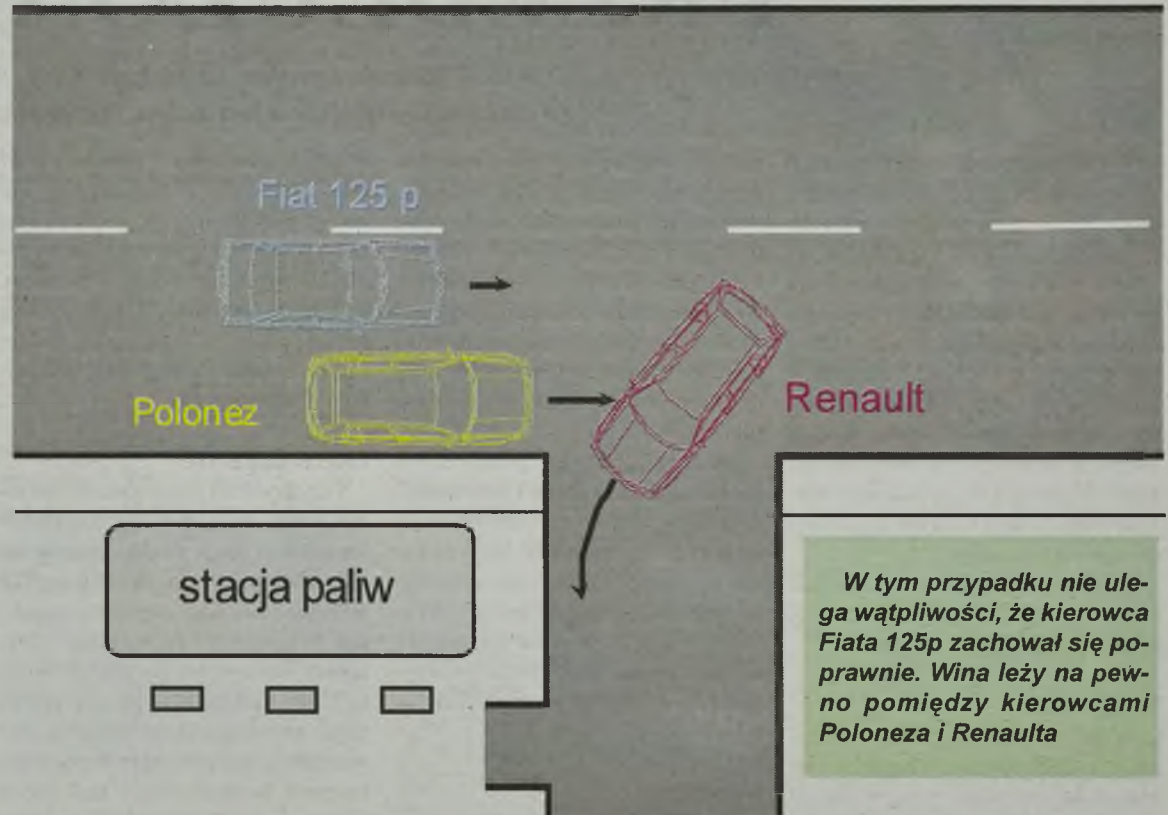 Fiat 125 p
Polonez
Renault
stacja paliw
W tym przypadku nie ule-
ga wątpliwości, że kierowca
Fiata 125p zachował się po-
prawnie. Wina leży na pew-
no pomiędzy kierowcami
Poloneza i Renaulta